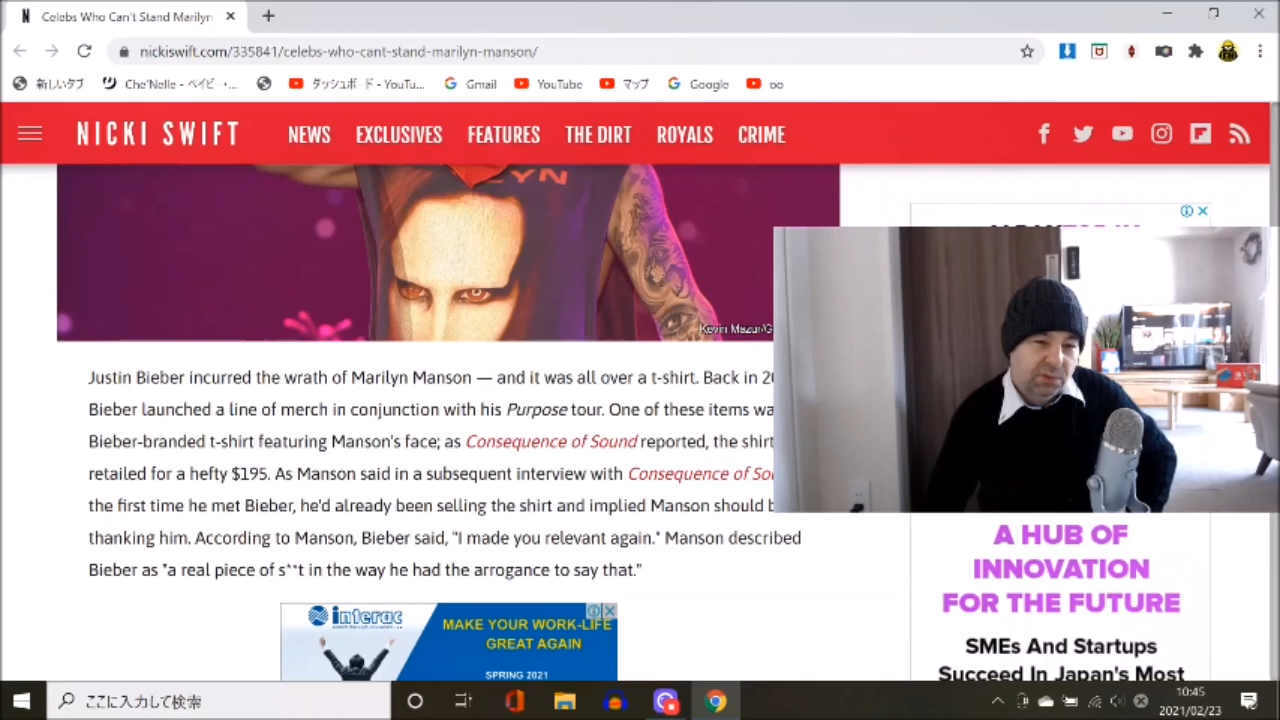 Celebs Who Can't Stand Marilyn
nickiswift.com/335841/celebs-who-cant-stand-marilyn-manson/
新しいタブ Che'Nelle - ベイビー・... ダッシュボード - YouTu... Gmail YouTube マップ Google oo
NICKI SWIFT NEWS EXCLUSIVES FEATURES THE DIRT ROYALS CRIME
YN
Kevin Mazur/G
Justin Bieber incurred the wrath of Marilyn Manson — and it was all over a t-shirt. Back in 20
Bieber launched a line of merch in conjunction with his Purpose tour. One of these items wa
Bieber-branded t-shirt featuring Manson's face; as Consequence of Sound reported, the shirt
retailed for a hefty $195. As Manson said in a subsequent interview with Consequence of Sou
the first time he met Bieber, he'd already been selling the shirt and implied Manson should b
thanking him. According to Manson, Bieber said, "I made you relevant again." Manson described
Bieber as "a real piece of s**t in the way he had the arrogance to say that."
interac
MAKE YOUR WORK-LIFE
GREAT AGAIN
SPRING 2021
A HUB OF
INNOVATION
FOR THE FUTURE
SMEs And Startups
Succeed In Japan's Most
ここに入力して検索
10:45
2021/02/23